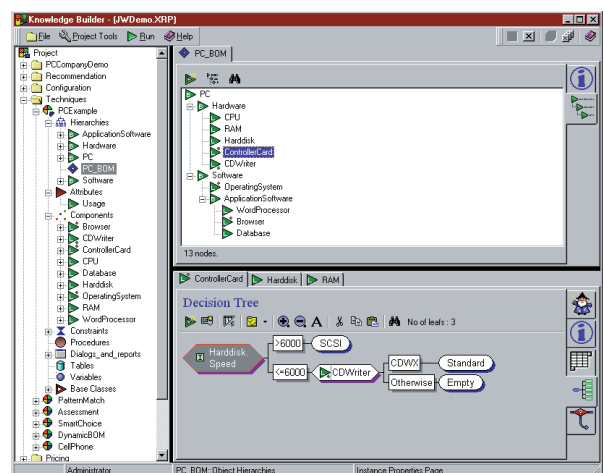 Knowledge Builder - (JWDemo.XRP)
File Project Tools Run Help
Project
PCCompanyDemo
Recommendation
Configuration
Techniques
PCExample
Hierarchies
ApplicationSoftware
Hardware
PC
PC_BOM
Software
Attributes
Usage
Components
Browser
CDWriter
ControllerCard
CPU
Database
Harddisk
OperatingSystem
RAM
WordProcessor
Constraints
Procedures
Dialogs_and_reports
Tables
Variables
Base Classes
PatternMatch
Assessment
SmartChoice
DynamicBOM
CellPhone
Pricing
PC_BOM
PC
Hardware
CPU
RAM
Harddisk
ControllerCard
CDWriter
Software
OperatingSystem
ApplicationSoftware
WordProcessor
Browser
Database
13 nodes.
ControllerCard Harddisk RAM
Decision Tree
A No of leafs : 3
Harddisk.
Speed
>6000 SCSI
<=6000 CDWriter
CDWX Standard
Otherwise Empty
Administrator PC_BOM::Object Hierarchies Instance Properties Page